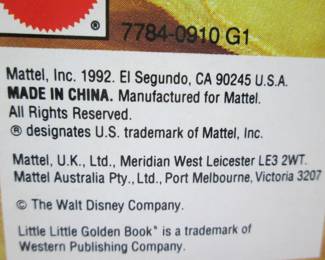 7784-0910 G1
Mattel, Inc. 1992. El Segundo, CA 90245 U.S.A.
MADE IN CHINA. Manufactured for Mattel.
All Rights Reserved.
® designates U.S. trademark of Mattel, Inc.
Mattel, U.K., Ltd., Meridian West Leicester LE3 2WT.
Mattel Australia Pty., Ltd., Port Melbourne, Victoria 3207
© The Walt Disney Company.
Little Little Golden Book® is a trademark of
Western Publishing Company.